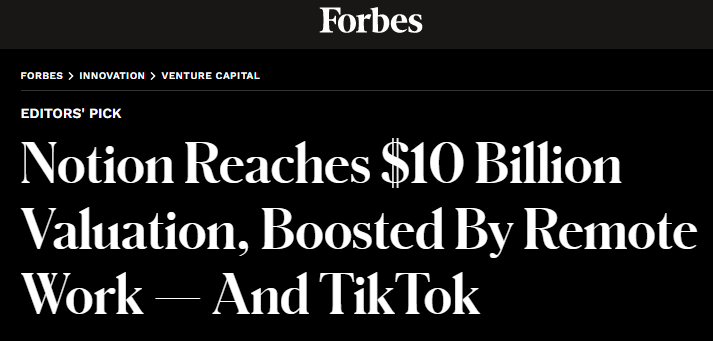 Forbes
FORBES > INNOVATION > VENTURE CAPITAL
EDITORS' PICK
Notion Reaches $10 Billion
Valuation, Boosted By Remote
Work — And TikTok